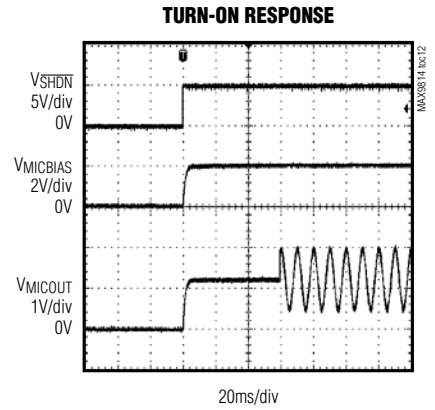 TURN-ON RESPONSE
MAX9814 toc12
VSHDN
5V/div
0V
VMICBIAS
2V/div
0V
VMICOUT
1V/div
0V
20ms/div